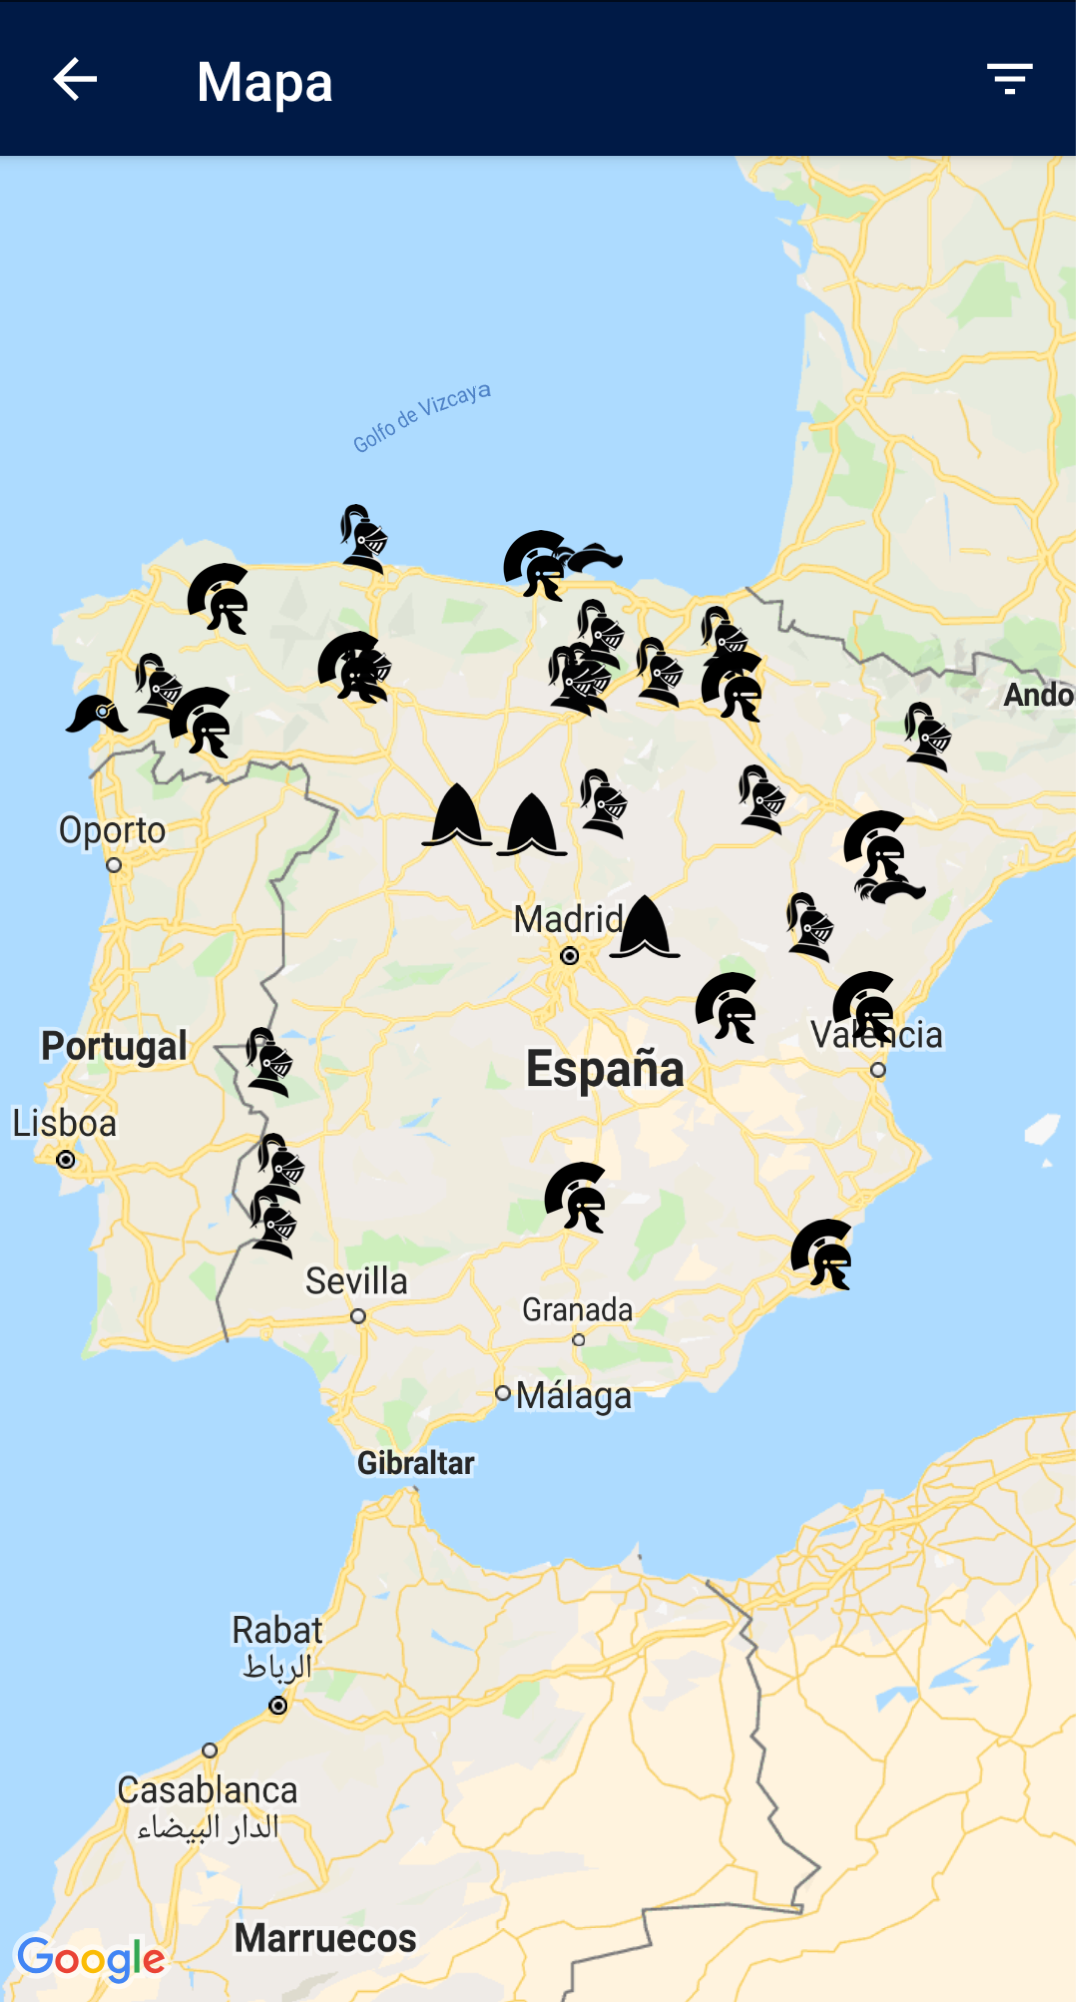 Mapa
Golfo de Vizcaya
Ando
Oporto
Madrid
Portugal
Valencia
España
Lisboa
Sevilla
Granada
Málaga
Gibraltar
Rabat
الرباط
Casablanca
الدار البيضاء
Marruecos
Google